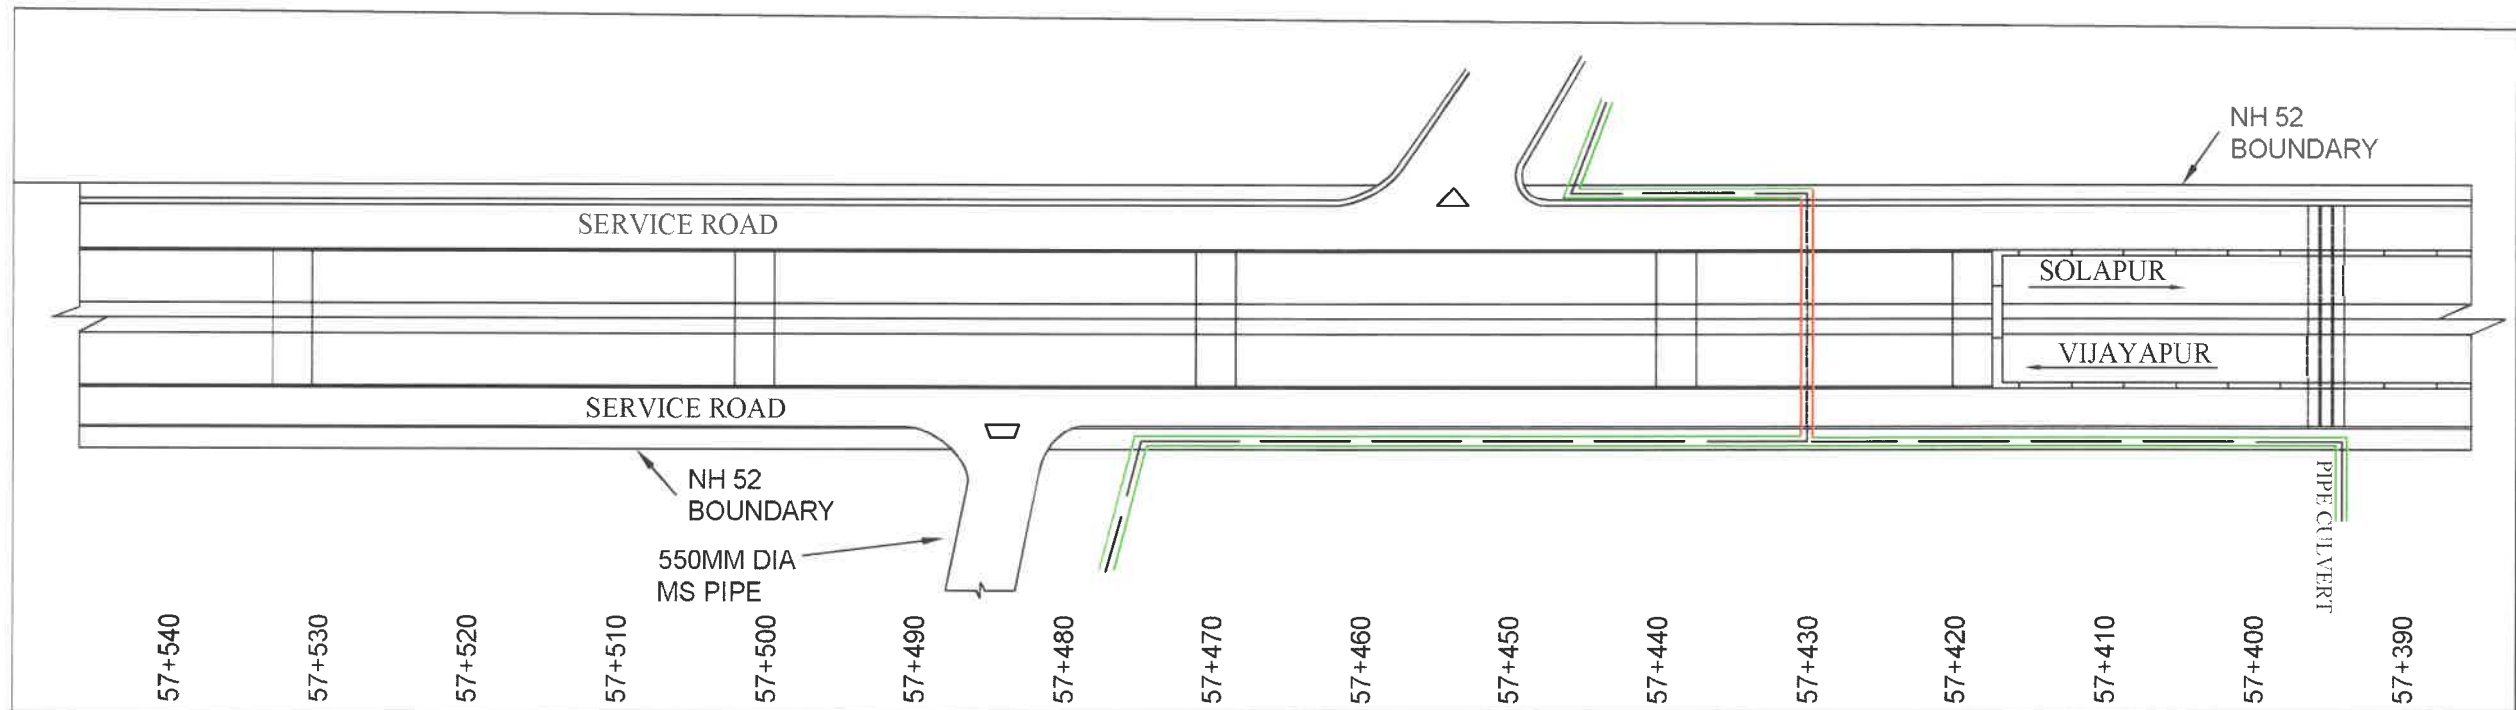 NH 52
BOUNDARY
SERVICE ROAD
SOLAPUR
VIJAYAPUR
SERVICE ROAD
NH 52
BOUNDARY
550MM DIA
MS PIPE
PIPE CULVERT
57+540
57+530
57+520
57+510
57+500
57+490
57+480
57+470
57+460
57+450
57+440
57+430
57+420
57+410
57+400
57+390